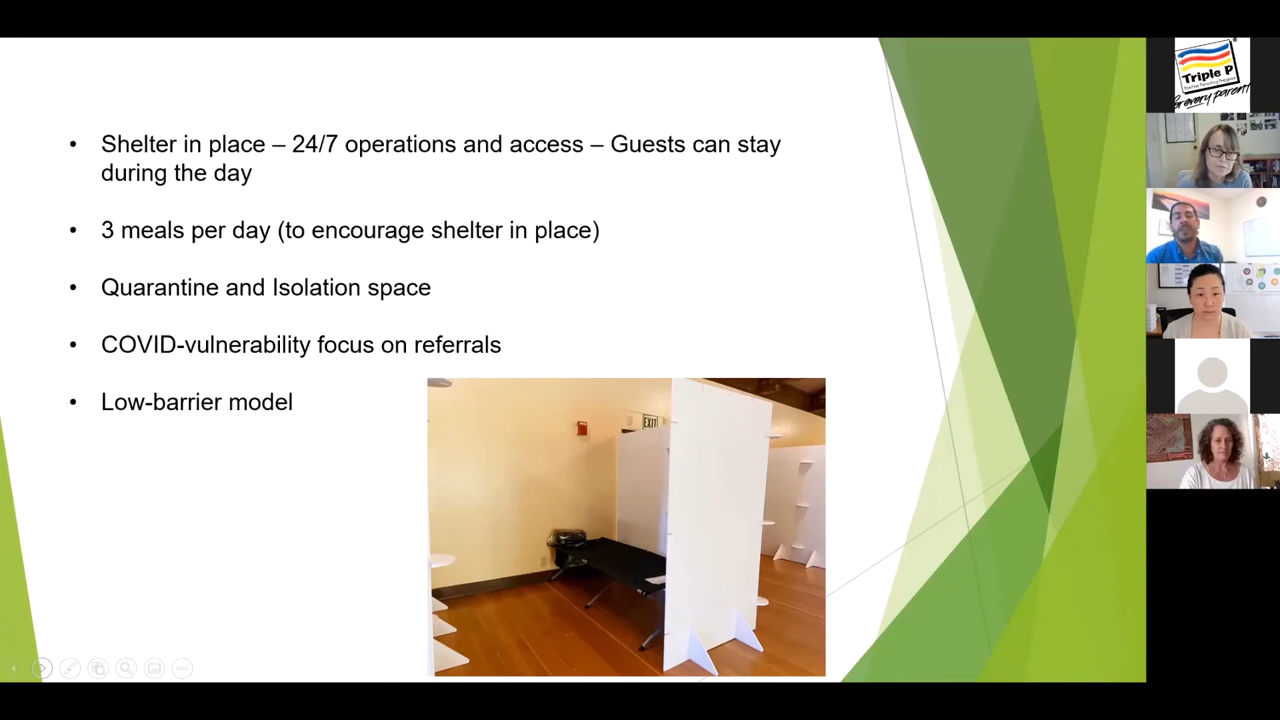 • Shelter in place – 24/7 operations and access – Guests can stay
during the day
• 3 meals per day (to encourage shelter in place)
• Quarantine and Isolation space
• COVID-vulnerability focus on referrals
• Low-barrier model
EXIT
Triple P
for every parent